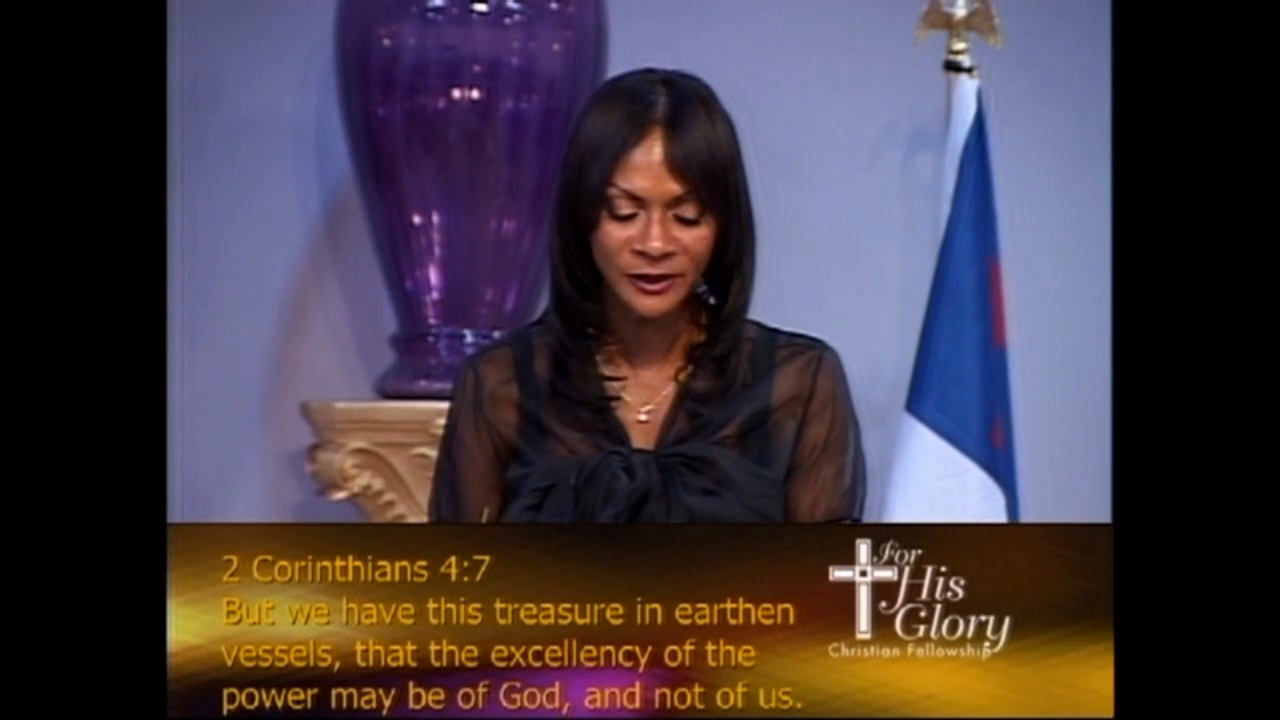 2 Corinthians 4:7
But we have this treasure in earthen
vessels, that the excellency of the
power may be of God, and not of us.
For
His
Glory
Christian Fellowship